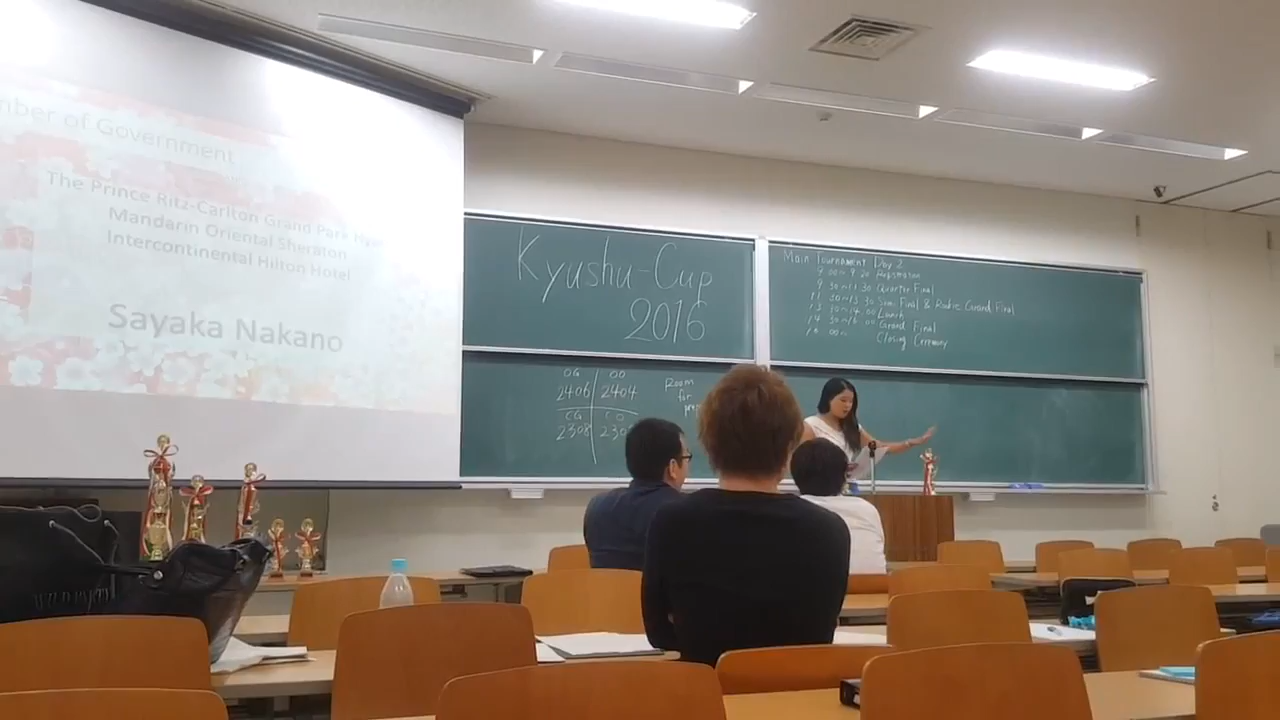 mber of Government
The Prince Ritz-Carlton Grand Park Hy
Mandarin Oriental Sheraton
Intercontinental Hilton Hotel
Sayaka Nakano
Kyushu-Cup
2016
Main Tournament Day 2
9:00~9:20 Registration
9:30~11:30 Quarter Final
11:30~13:30 Semi Final & Rookie Grand Final
13:30~14:00 Lunch
14:30~16:00 Grand Final
16:00~ Closing Ceremony
OG OO
2406 2404
CG CO
2308 230
Room
for
prep